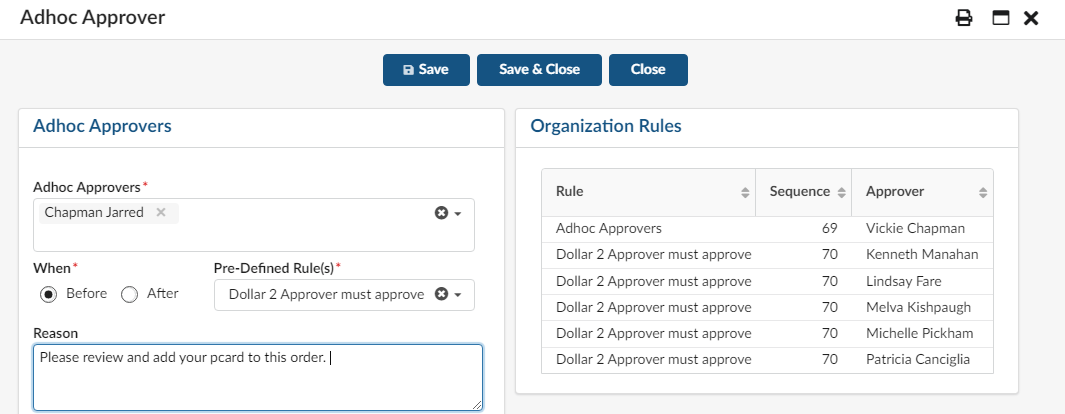 Adhoc Approver
Save
Save & Close
Close
Adhoc Approvers
Adhoc Approvers*
Chapman Jarred
When*
Pre-Defined Rule(s)*
Before
After
Dollar 2 Approver must approve
Reason
Please review and add your pcard to this order.
Organization Rules
Rule Sequence Approver
Adhoc Approvers 69 Vickie Chapman
Dollar 2 Approver must approve 70 Kenneth Manahan
Dollar 2 Approver must approve 70 Lindsay Fare
Dollar 2 Approver must approve 70 Melva Kishpaugh
Dollar 2 Approver must approve 70 Michelle Pickham
Dollar 2 Approver must approve 70 Patricia Canciglia